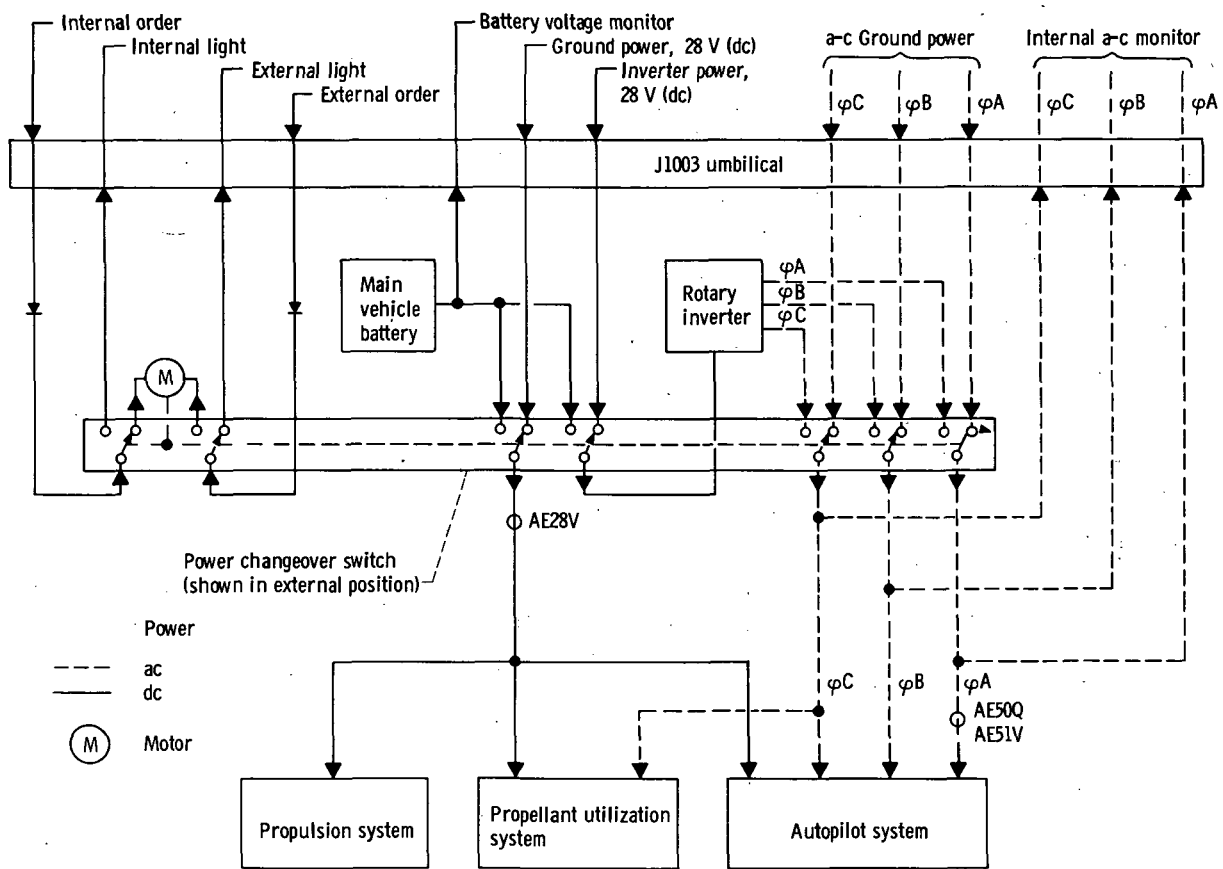 Internal order
Internal light
External light
External order
Battery voltage monitor
Ground power, 28 V (dc)
Inverter power,
28 V (dc)
a-c Ground power
Internal a-c monitor
φC
φB
φA
φC
φB
φA
J1003 umbilical
Main
vehicle
battery
Rotary
inverter
φA
φB
φC
M
AE28V
Power changeover switch
(shown in external position)
Power
ac
dc
M
Motor
φC
φB
φA
AE50Q
AE51V
Propulsion system
Propellant utilization
system
Autopilot system